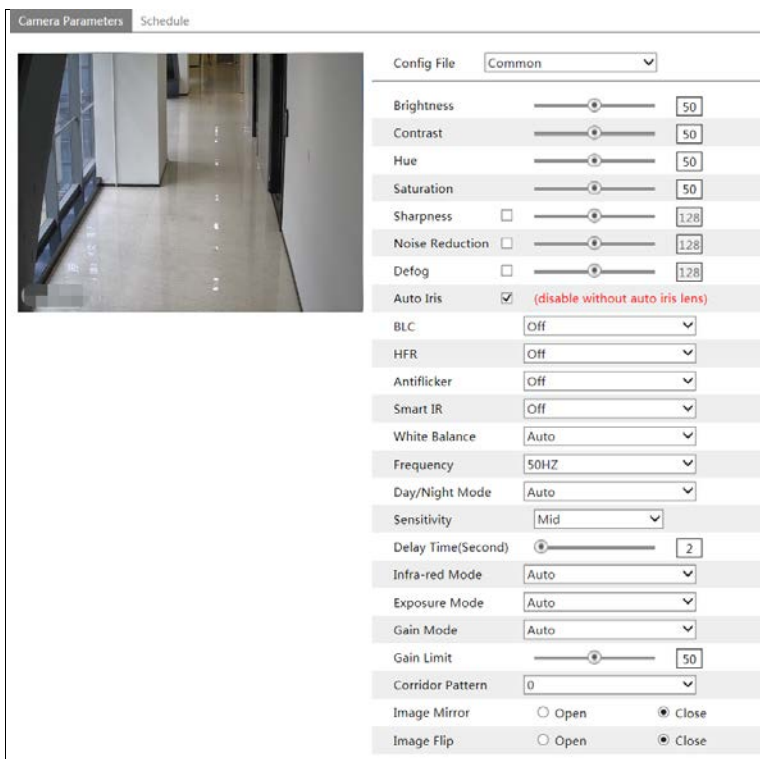 Camera Parameters Schedule
Config File Common
Brightness 50
Contrast 50
Hue 50
Saturation 50
Sharpness 128
Noise Reduction 128
Defog 128
Auto Iris (disable without auto iris lens)
BLC Off
HFR Off
Antiflicker Off
Smart IR Off
White Balance Auto
Frequency 50HZ
Day/Night Mode Auto
Sensitivity Mid
Delay Time(Second) 2
Infra-red Mode Auto
Exposure Mode Auto
Gain Mode Auto
Gain Limit 50
Corridor Pattern 0
Image Mirror Open Close
Image Flip Open Close